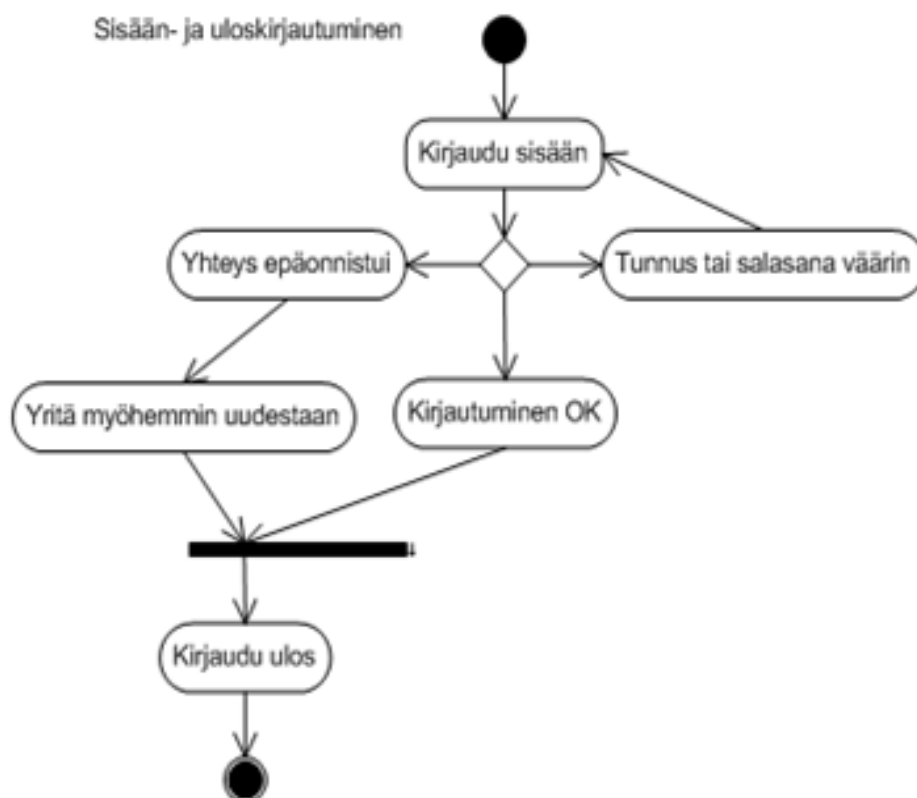 Sisään- ja uloskirjautuminen
Kirjaudu sisään
Yhteys epäonnistui
Tunnus tai salasana väärin
Yritä myöhemmin uudestaan
Kirjautuminen OK
Kirjaudu ulos